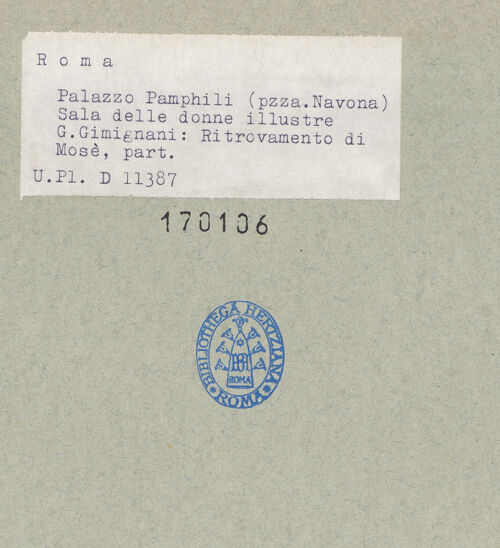 Roma
Palazzo Pamphili (pzza.Navona)
Sala delle donne illustre
G.Gimignani: Ritrovamento di
Mosè, part.
U.Pl. D 11387
170106
BIBLIOTHECA HERTZIANA
ROMA
ROMA